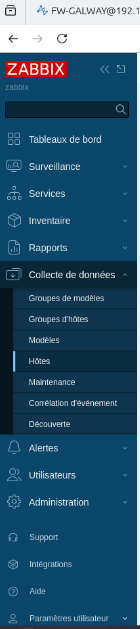 FW-GALWAY@192.1
ZABBIX
zabbix
Tableaux de bord
Surveillance
Services
Inventaire
Rapports
Collecte de données
Groupes de modèles
Groupes d'hôtes
Modèles
Hôtes
Maintenance
Corrélation d'événement
Découverte
Alertes
Utilisateurs
Administration
Support
Intégrations
Aide
Paramètres utilisateur